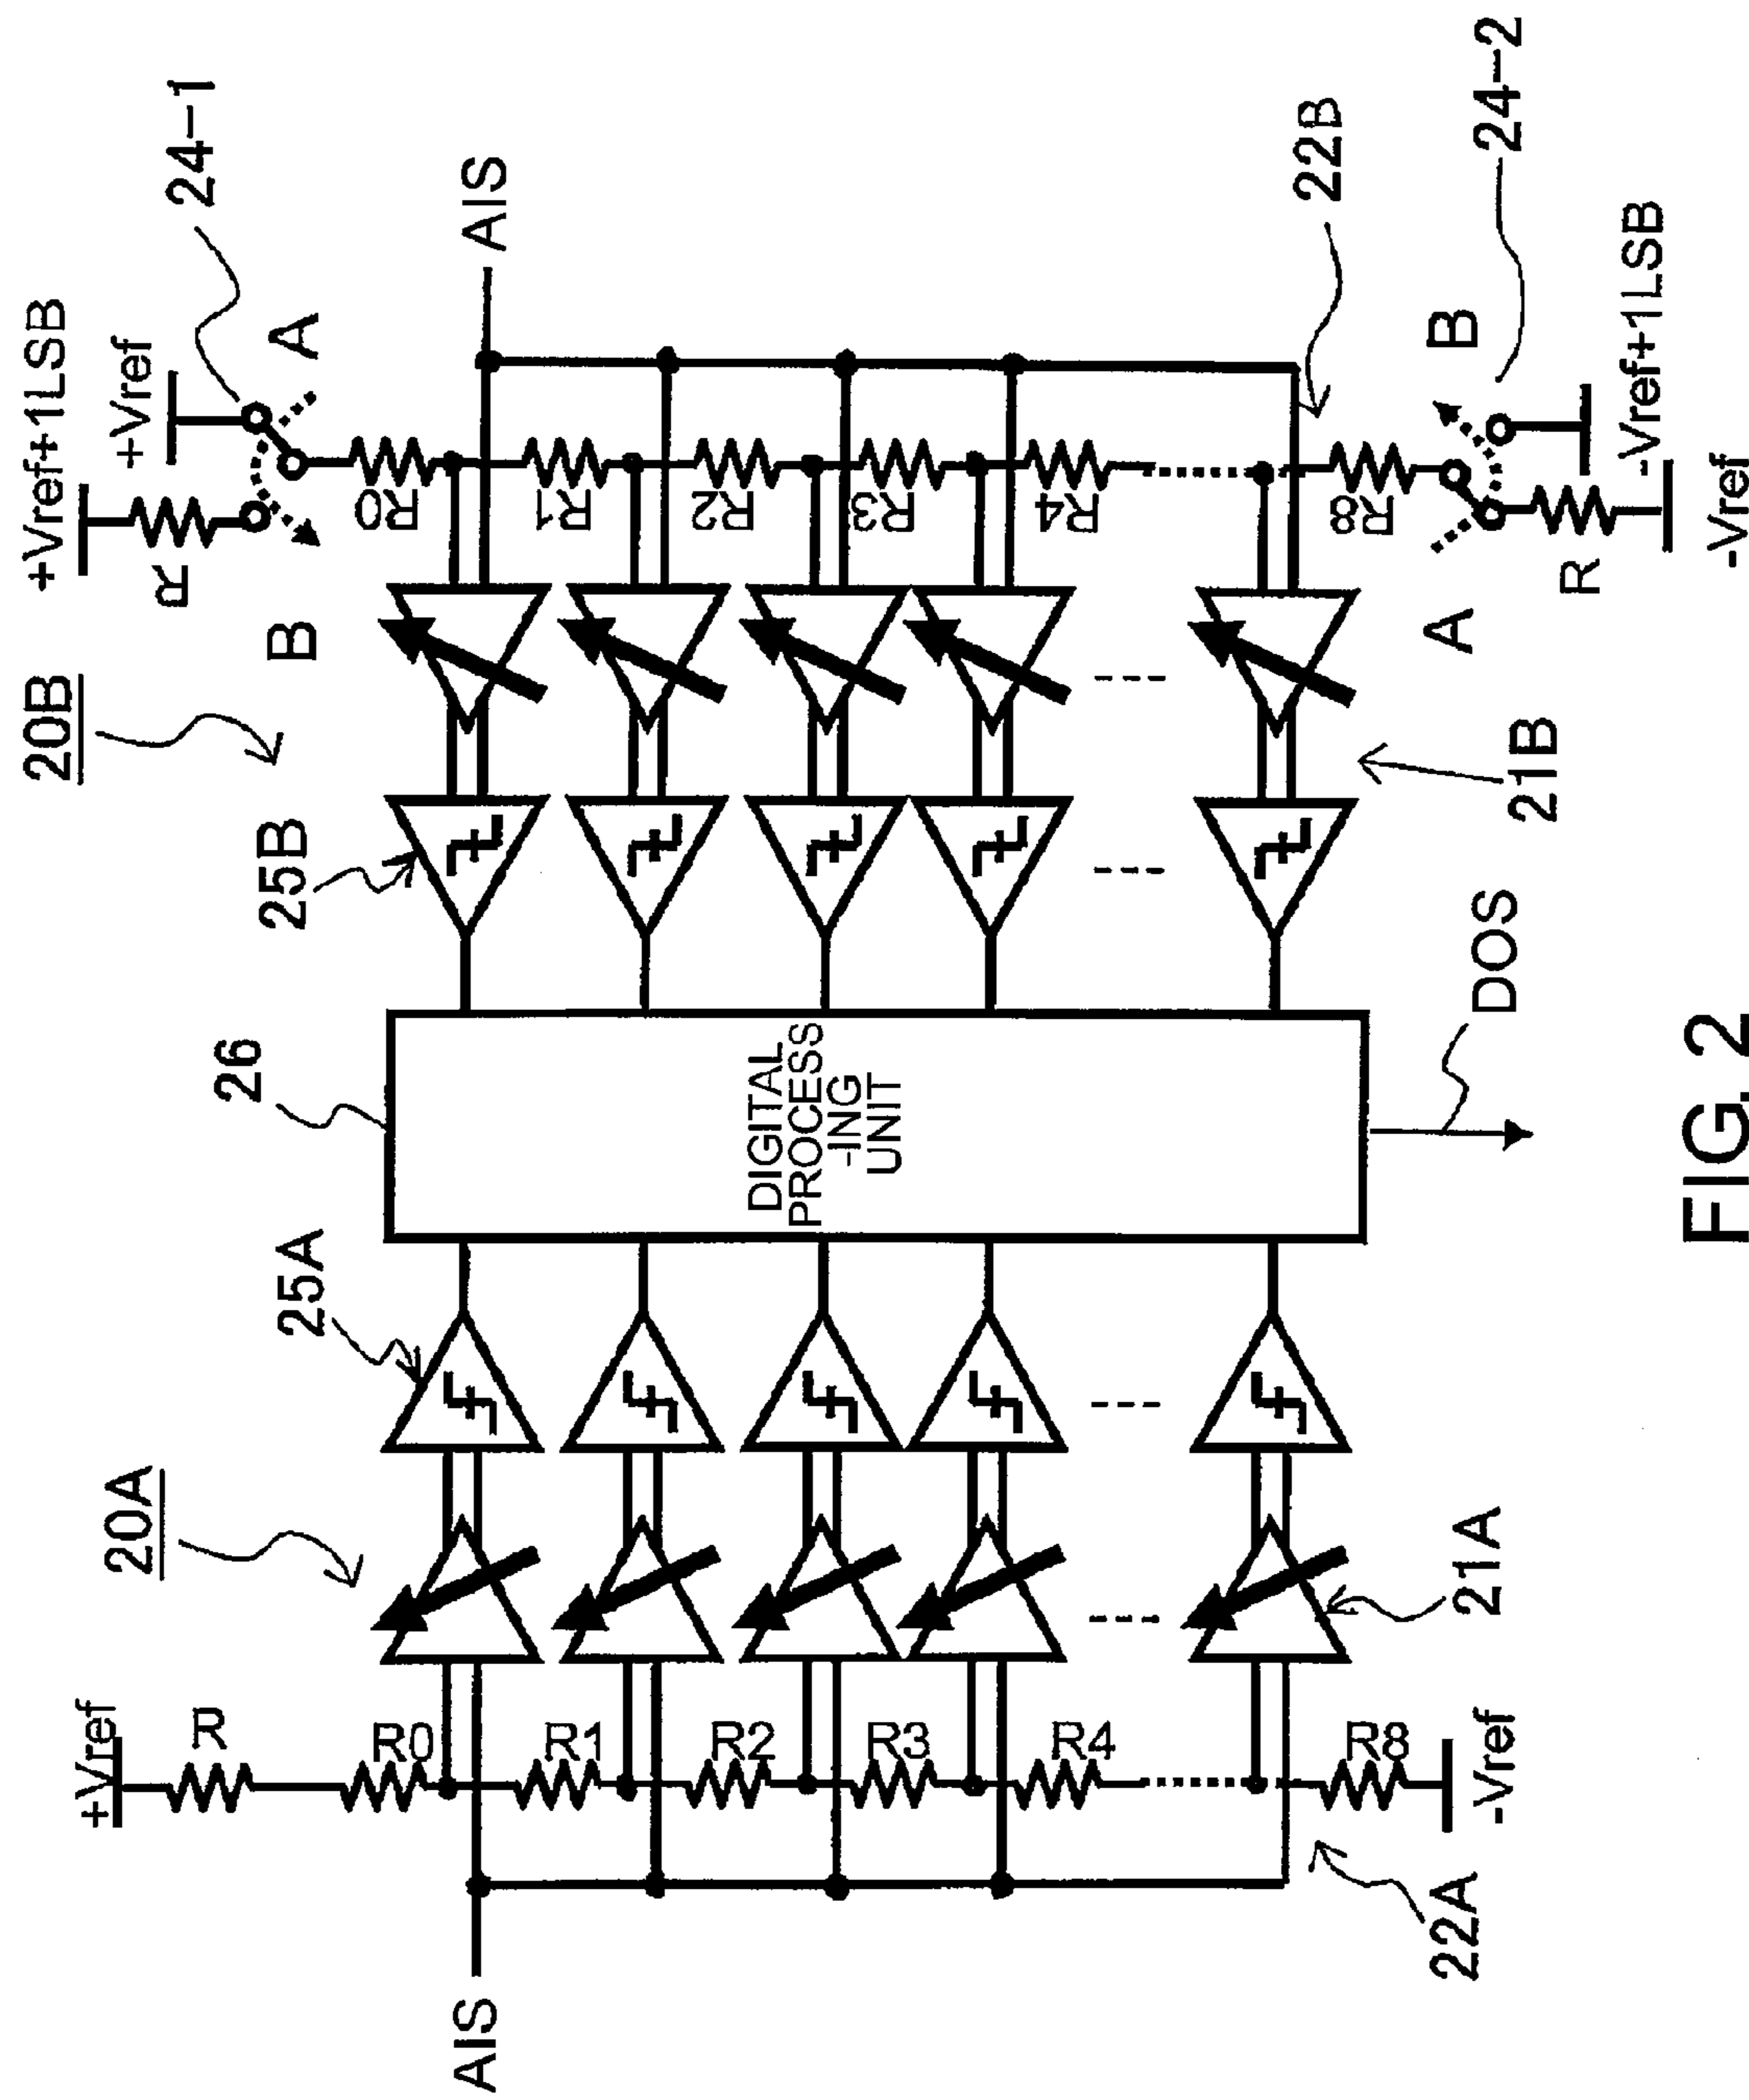 20A
20B
+Vref
R
R0
R1
R2
R3
R4
R8
-Vref
AIS
22A
21A
25A
26
DIGITAL
PROCESS
-ING
UNIT
DOS
25B
21B
B
A
+Vref+1LSB
+Vref
24-1
R
R0
R1
R2
R3
R4
R8
AIS
22B
A
B
R
-Vref+1LSB
-Vref
24-2
FIG. 2